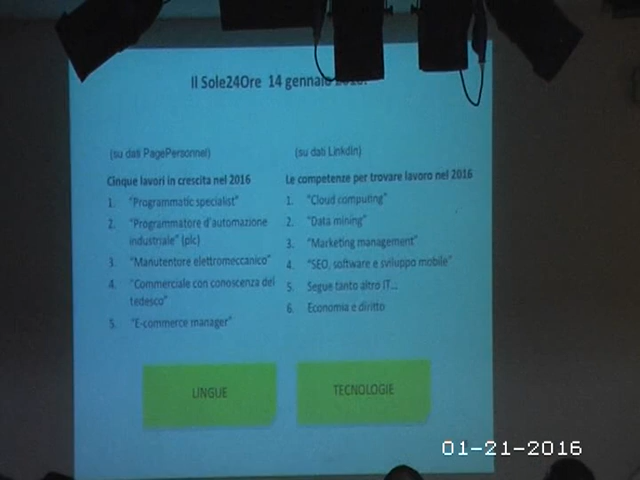 Il Sole24Ore 14 gennaio 2016.
(su dati PagePersonnel)
Cinque lavori in crescita nel 2016
1. "Programmatic specialist"
2. "Programmatore d'automazione
industriale" (plc)
3. "Manutentore elettromeccanico"
4. "Commerciale con conoscenza del
tedesco"
5. "E-commerce manager"
(su dati LinkdIn)
Le competenze per trovare lavoro nel 2016
1. "Cloud computing"
2. "Data mining"
3. "Marketing management"
4. "SEO, software e sviluppo mobile"
5. Segue tanto altro IT...
6. Economia e diritto
LINGUE
TECNOLOGIE
01-21-2016